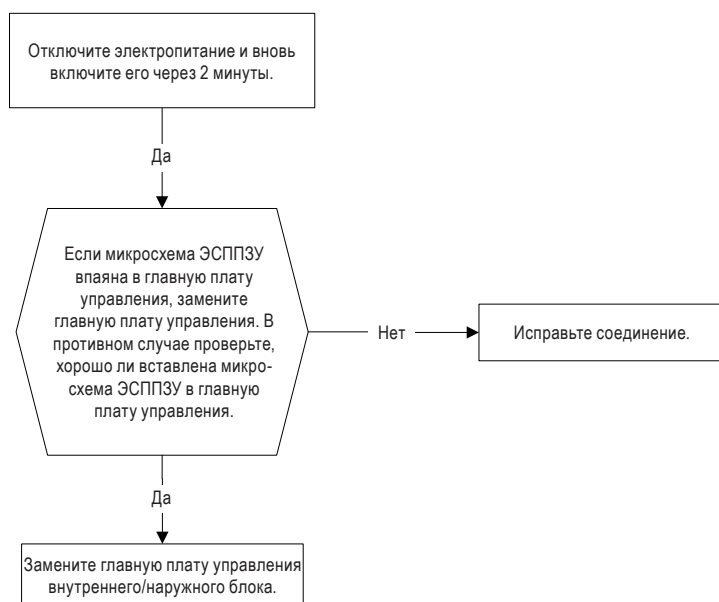 Отключите электропитание и вновь
включите его через 2 минуты.
Да
Если микросхема ЭСППЗУ
впаяна в главную плату
управления, замените
главную плату управления. В
противном случае проверьте,
хорошо ли вставлена микро-
схема ЭСППЗУ в главную
плату управления.
Нет
Исправьте соединение.
Да
Замените главную плату управления
внутреннего/наружного блока.